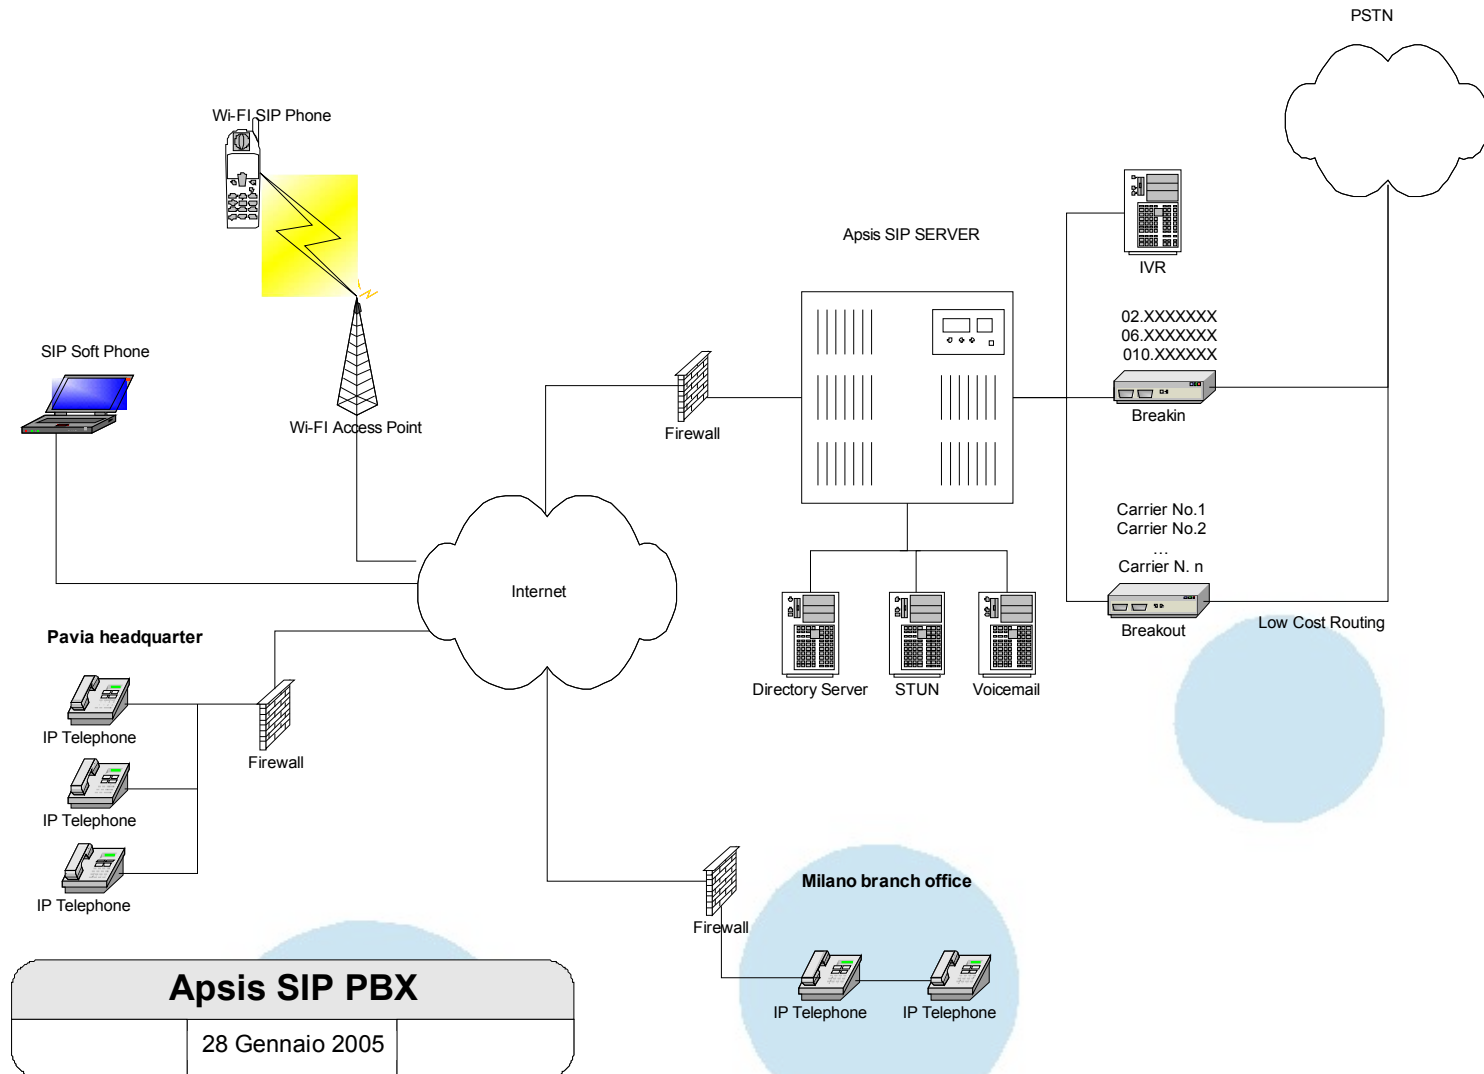 PSTN
Wi-FI SIP Phone
Apsis SIP SERVER
IVR
02.XXXXXXX
06.XXXXXXX
010.XXXXXX
SIP Soft Phone
Breakin
Wi-FI Access Point
Firewall
Carrier No.1
Carrier No.2
...
Carrier N. n
Internet
Breakout
Low Cost Routing
Pavia headquarter
Directory Server
STUN
Voicemail
IP Telephone
Firewall
IP Telephone
IP Telephone
Milano branch office
Firewall
IP Telephone
IP Telephone
Apsis SIP PBX
28 Gennaio 2005